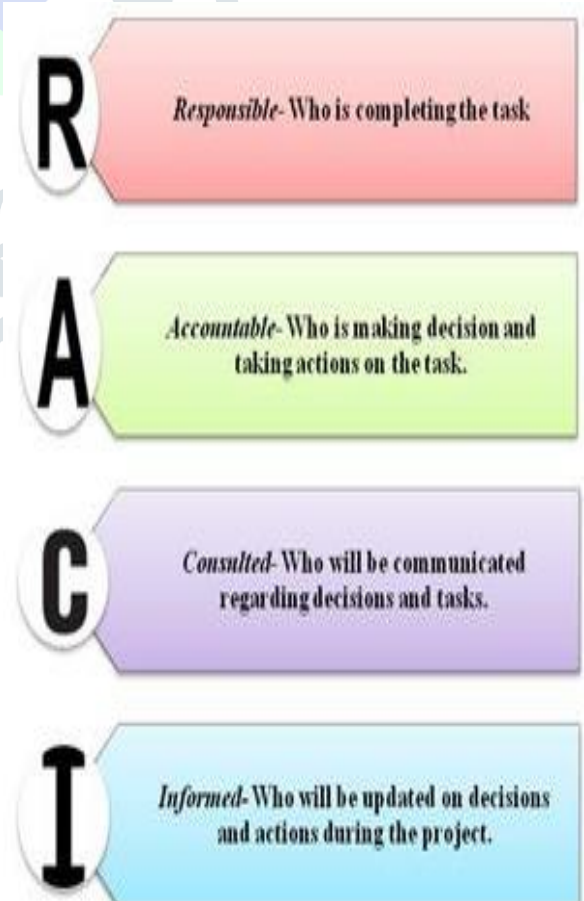 R
Responsible- Who is completing the task
A
Accountable- Who is making decision and
taking actions on the task.
C
Consulted- Who will be communicated
regarding decisions and tasks.
I
Informed- Who will be updated on decisions
and actions during the project.